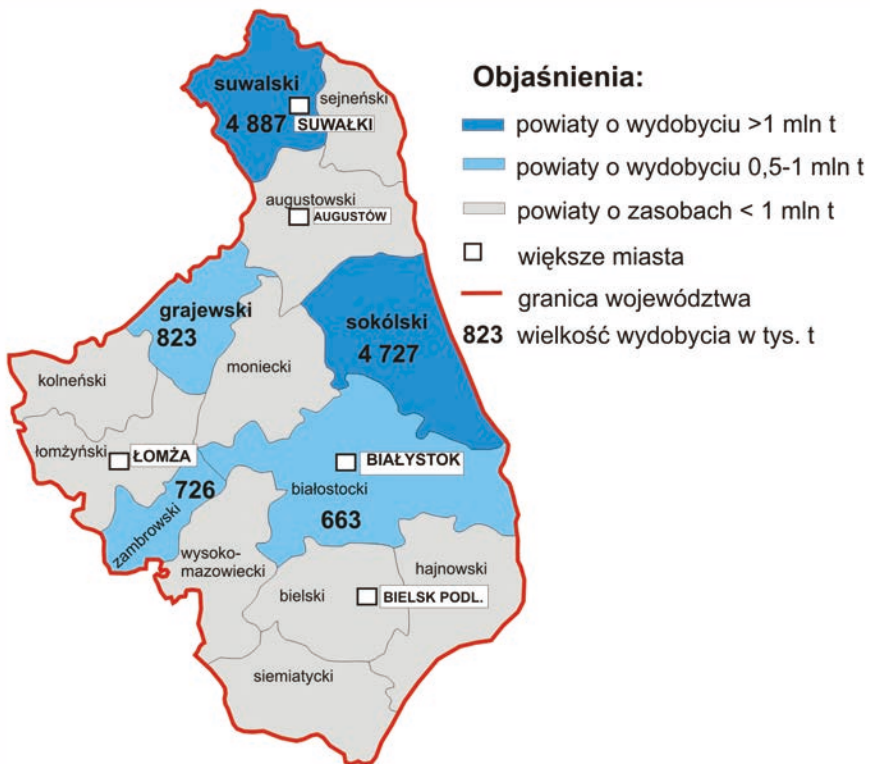 suwalski
4 887
SUWAŁKI
sejneński
augustowski
AUGUSTÓW
grajewski
823
sokólski
4 727
moniecki
kolneński
łomżyński
ŁOMŻA
726
zambrowski
BIAŁYSTOK
białostocki
663
wysoko-
mazowiecki
hajnowski
bielski
BIELSK PODL.
siemiatycki
Objaśnienia:
powiaty o wydobyciu >1 mln t
powiaty o wydobyciu 0,5-1 mln t
powiaty o zasobach < 1 mln t
większe miasta
granica województwa
823 wielkość wydobycia w tys. t